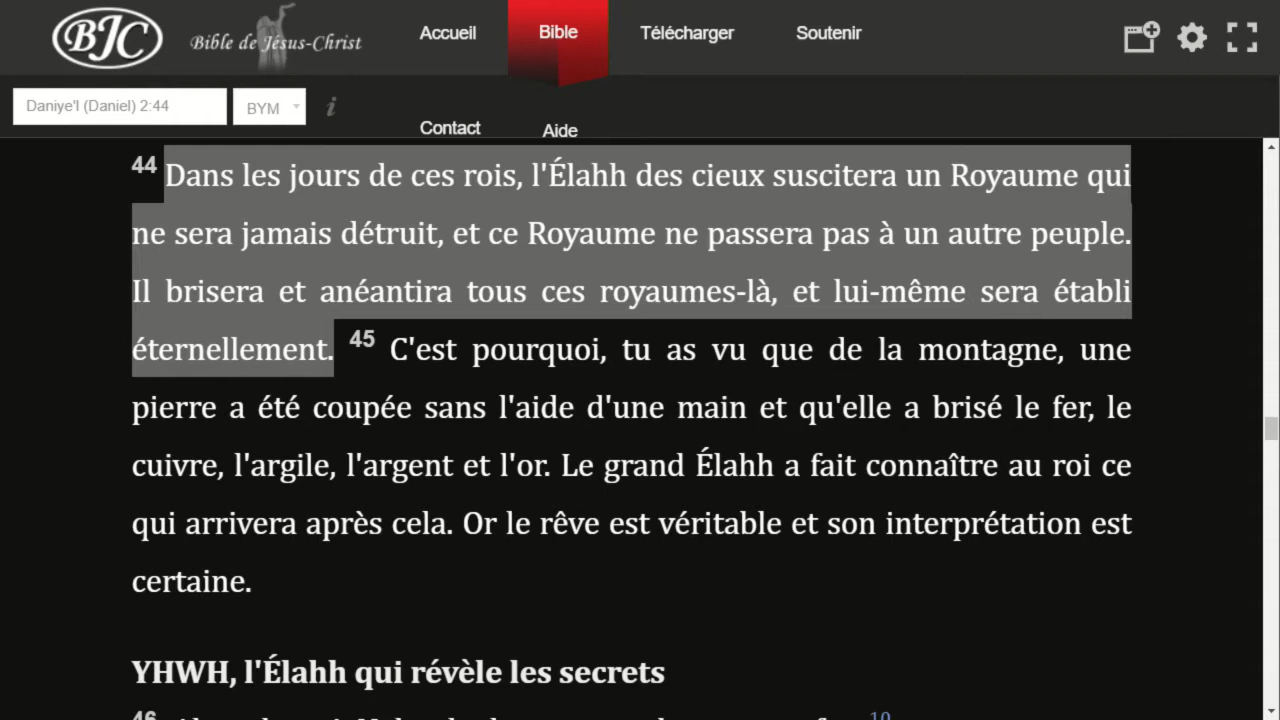 BJC Bible de Jésus-Christ Accueil Bible Télécharger Soutenir
Daniye'l (Daniel) 2:44 BYM i Contact Aide
44 Dans les jours de ces rois, l'Élahh des cieux suscitera un Royaume qui
ne sera jamais détruit, et ce Royaume ne passera pas à un autre peuple.
Il brisera et anéantira tous ces royaumes-là, et lui-même sera établi
éternellement. 45 C'est pourquoi, tu as vu que de la montagne, une
pierre a été coupée sans l'aide d'une main et qu'elle a brisé le fer, le
cuivre, l'argile, l'argent et l'or. Le grand Élahh a fait connaître au roi ce
qui arrivera après cela. Or le rêve est véritable et son interprétation est
certaine.
YHWH, l'Élahh qui révèle les secrets
46 10